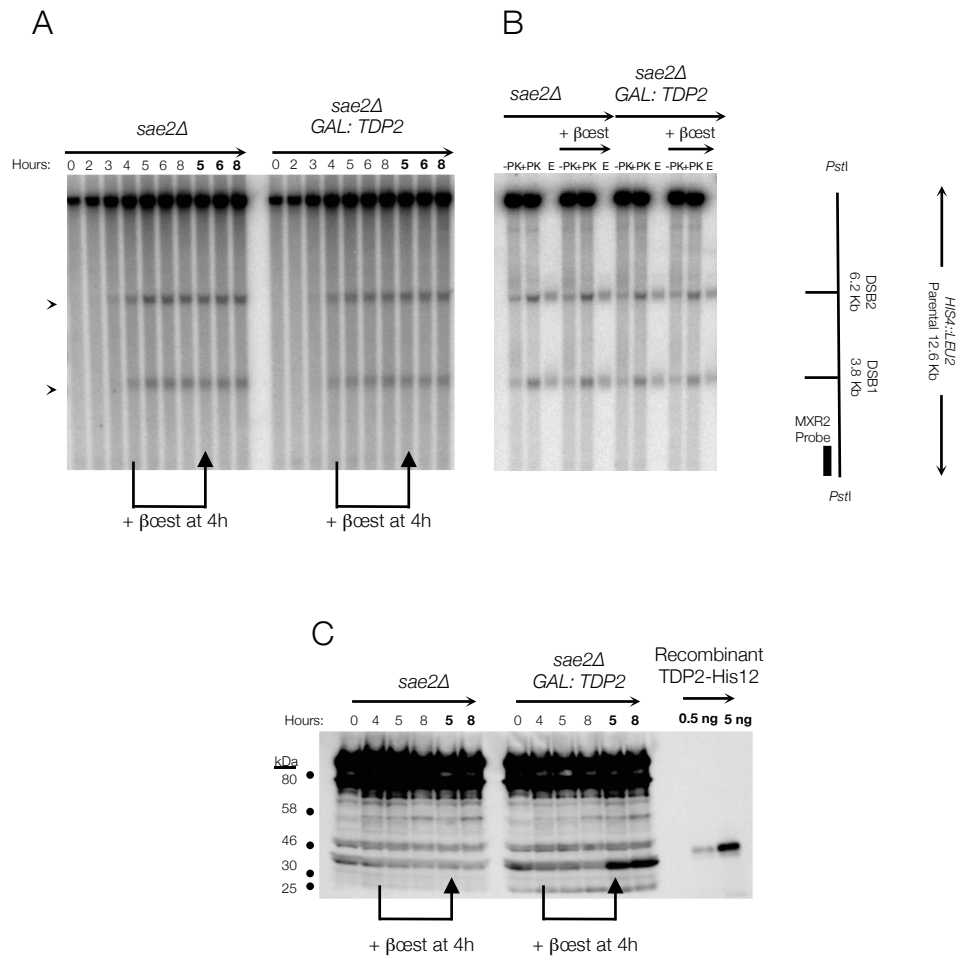 A
sae2Δ
sae2Δ
GAL: TDP2
Hours: 0 2 3 4 5 6 8 5 6 8 0 2 3 4 5 6 8 5 6 8
+ βœst at 4h + βœst at 4h
B
sae2Δ
sae2Δ
GAL: TDP2
+ βœst + βœst
-PK+PK E -PK+PK E -PK+PK E -PK+PK E
PstI
DSB2
6.2 Kb
DSB1
3.8 Kb
HIS4::LEU2
Parental 12.6 Kb
MXR2
Probe
PstI
C
sae2Δ
sae2Δ
GAL: TDP2
Recombinant
TDP2-His12
Hours: 0 4 5 8 5 8 0 4 5 8 5 8 0.5 ng 5 ng
kDa
80
58
46
30
25
+ βœst at 4h + βœst at 4h